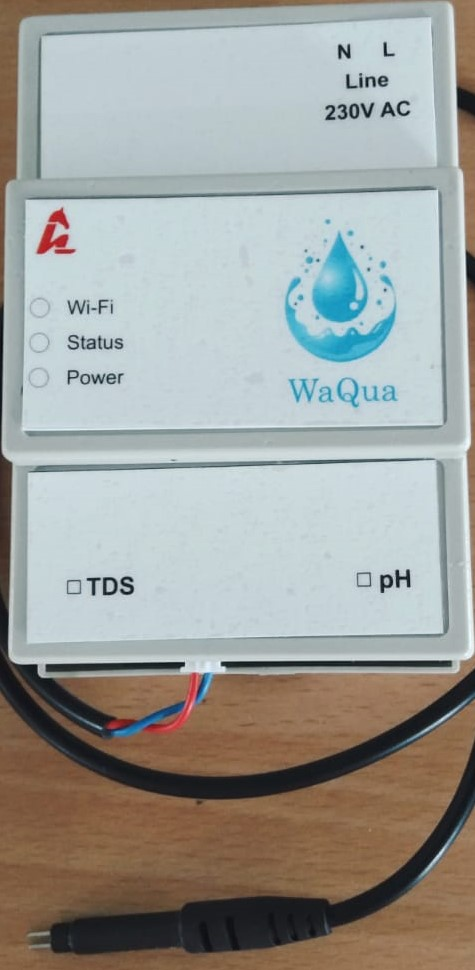 N L
Line
230V AC
Wi-Fi
Status
Power
WaQua
☐ TDS ☐ pH